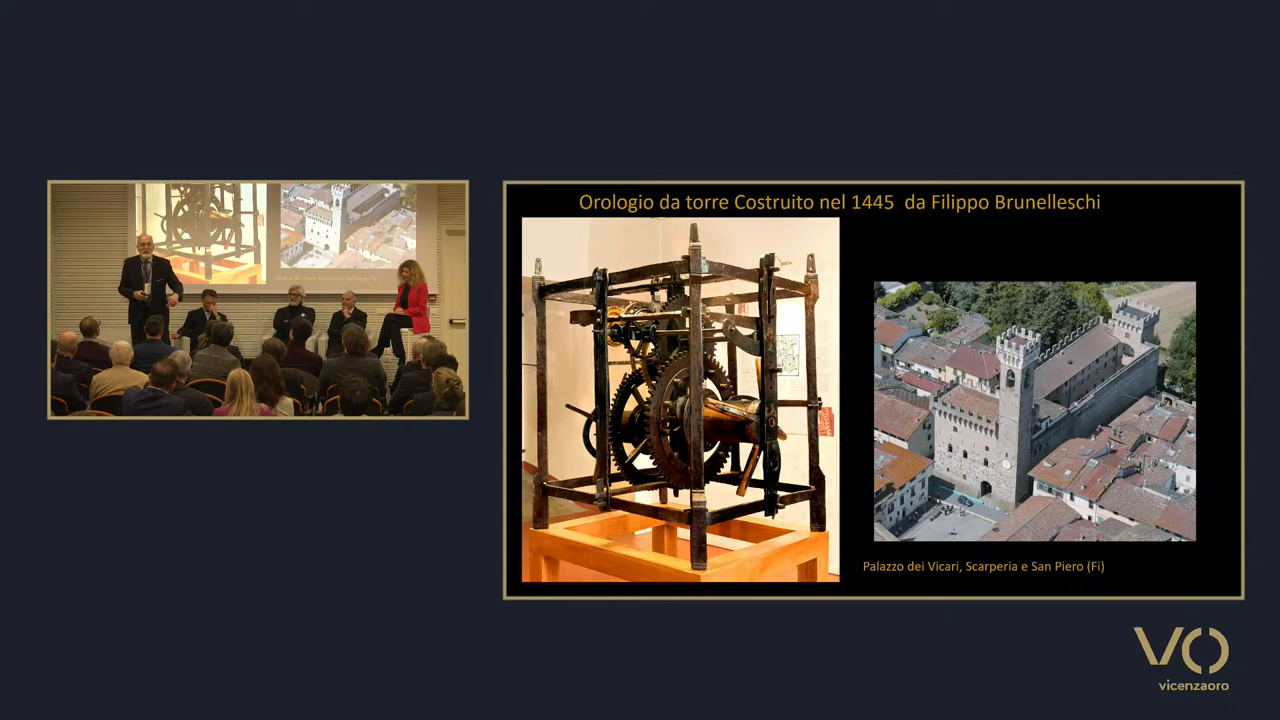 Orologio da torre Costruito nel 1445 da Filippo Brunelleschi
Palazzo dei Vicari, Scarperia e San Piero (Fi)
VO
vicenzaoro